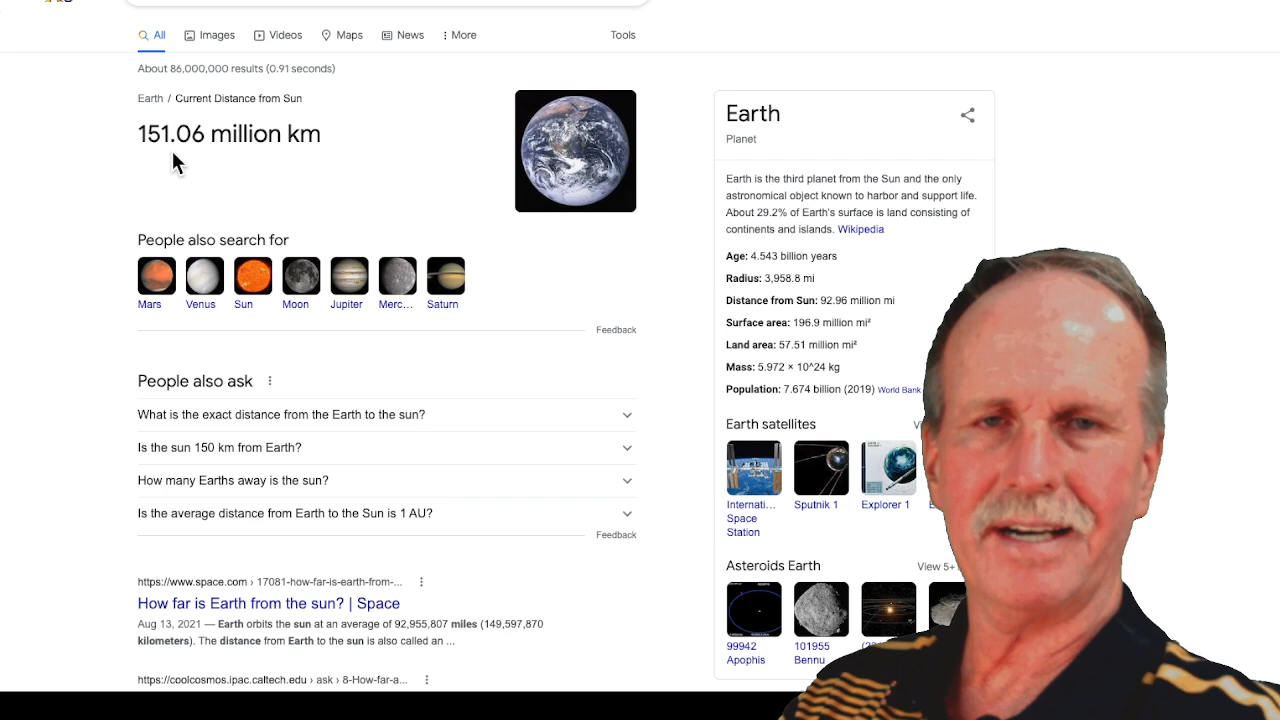 All
Images
Videos
Maps
News
More
Tools
About 86,000,000 results (0.91 seconds)
Earth / Current Distance from Sun
151.06 million km
People also search for
Mars
Venus
Sun
Moon
Jupiter
Merc...
Saturn
Feedback
People also ask
What is the exact distance from the Earth to the sun?
Is the sun 150 km from Earth?
How many Earths away is the sun?
Is the average distance from Earth to the Sun is 1 AU?
Feedback
https://www.space.com › 17081-how-far-is-earth-from-...
How far is Earth from the sun? | Space
Aug 13, 2021 — Earth orbits the sun at an average of 92,955,807 miles (149,597,870
kilometers). The distance from Earth to the sun is also called an ...
https://coolcosmos.ipac.caltech.edu › ask › 8-How-far-a...
Earth
Planet
Earth is the third planet from the Sun and the only
astronomical object known to harbor and support life.
About 29.2% of Earth's surface is land consisting of
continents and islands. Wikipedia
Age: 4.543 billion years
Radius: 3,958.8 mi
Distance from Sun: 92.96 million mi
Surface area: 196.9 million mi²
Land area: 57.51 million mi²
Mass: 5.972 × 10^24 kg
Population: 7.674 billion (2019) World Bank
Earth satellites
Internati...
Space
Station
Sputnik 1
Explorer 1
Asteroids Earth
View 5+
99942
Apophis
101955
Bennu